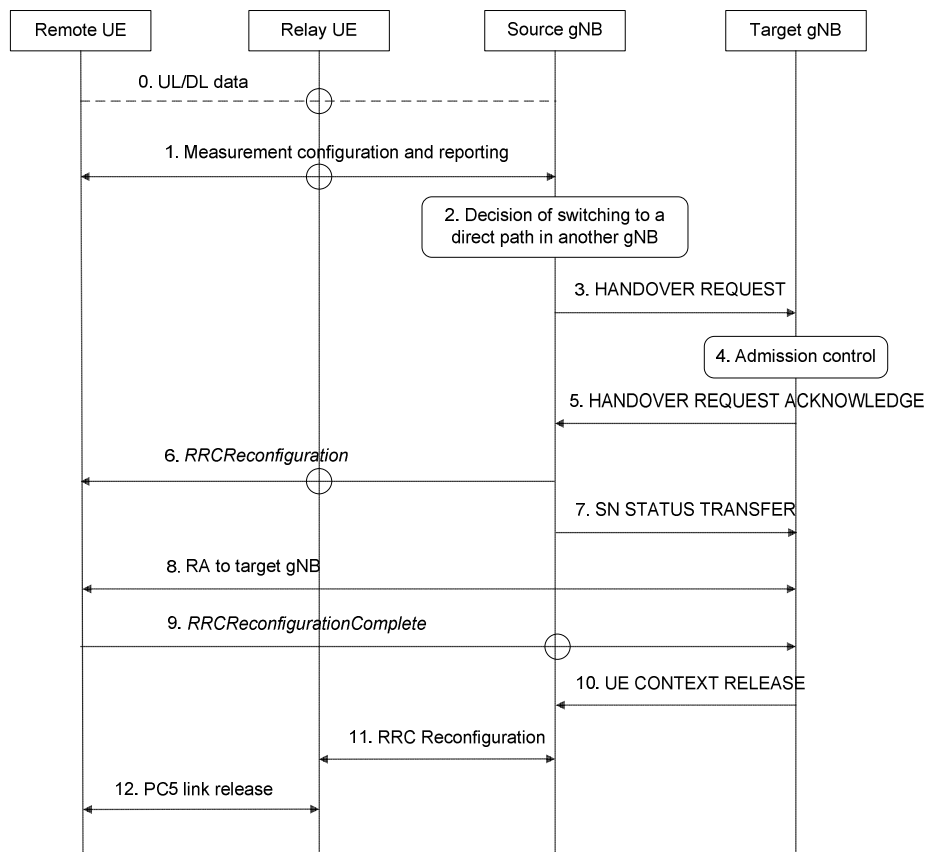 Remote UE
Relay UE
Source gNB
Target gNB
0. UL/DL data
1. Measurement configuration and reporting
2. Decision of switching to a
direct path in another gNB
3. HANDOVER REQUEST
4. Admission control
5. HANDOVER REQUEST ACKNOWLEDGE
6. RRCReconfiguration
7. SN STATUS TRANSFER
8. RA to target gNB
9. RRCReconfigurationComplete
10. UE CONTEXT RELEASE
11. RRC Reconfiguration
12. PC5 link release